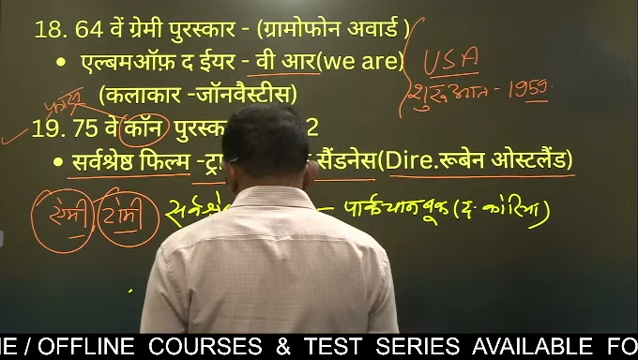 18. 64 वें ग्रेमी पुरस्कार - (ग्रामोफोन अवार्ड )
• एल्बमऑफ़ द ईयर - वी आर(we are)
USA
(कलाकार -जॉनवैस्टीस)
शुरुआत - 1959
फ्रांस
19. 75 वें कॉन पुरस्क 2
• सर्वश्रेष्ठ फिल्म - सैंडनेस(Dire.रूबेन ओस्टलैंड)
- पार्कचानवूक (द. कोरिया)
NE / OFFLINE COURSES & TEST SERIES AVAILABLE FO